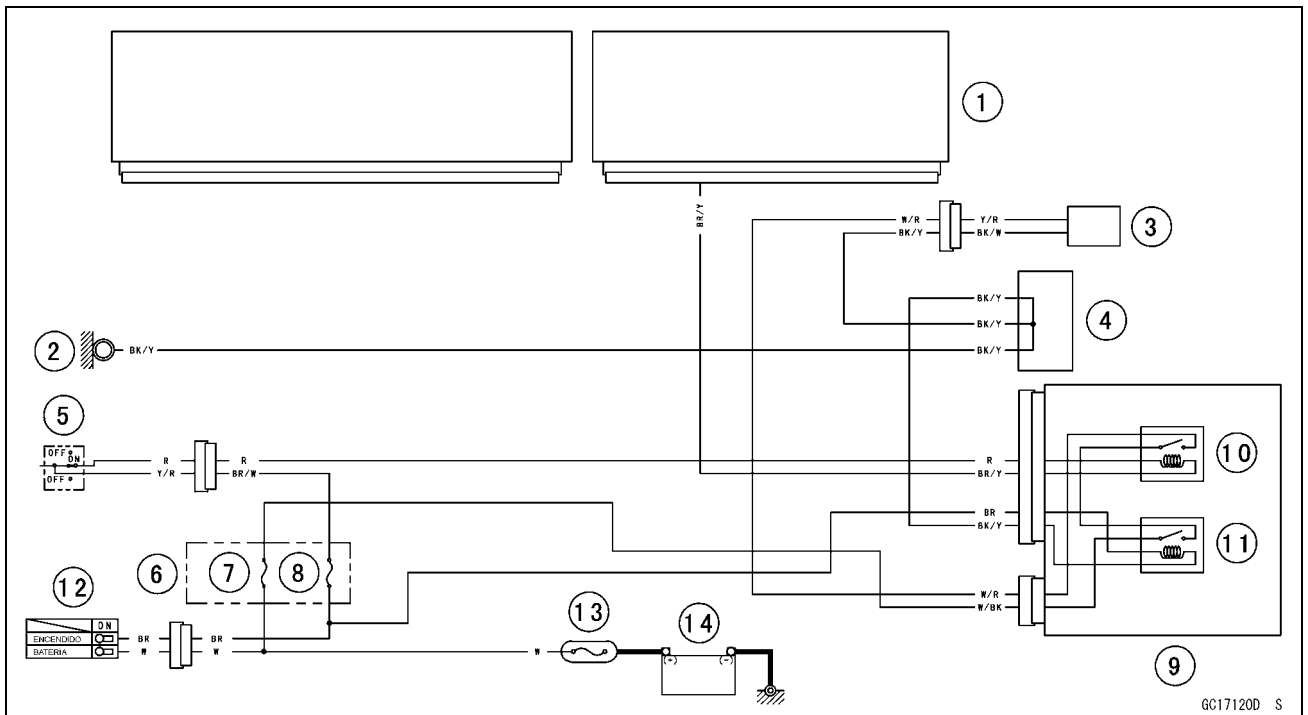 1
BR/Y
W/R Y/R
BK/Y BK/W
3
BK/Y
BK/Y
BK/Y
4
2
BK/Y
5
OFF
ON
OFF
R R
Y/R BR/W
R
BR/Y
BR
BK/Y
10
11
6
7
8
W/R
W/BK
9
12
ON
ENCENDIDO BR BR
BATERIA W W W
13
14
(+) (-)
GC17120D S